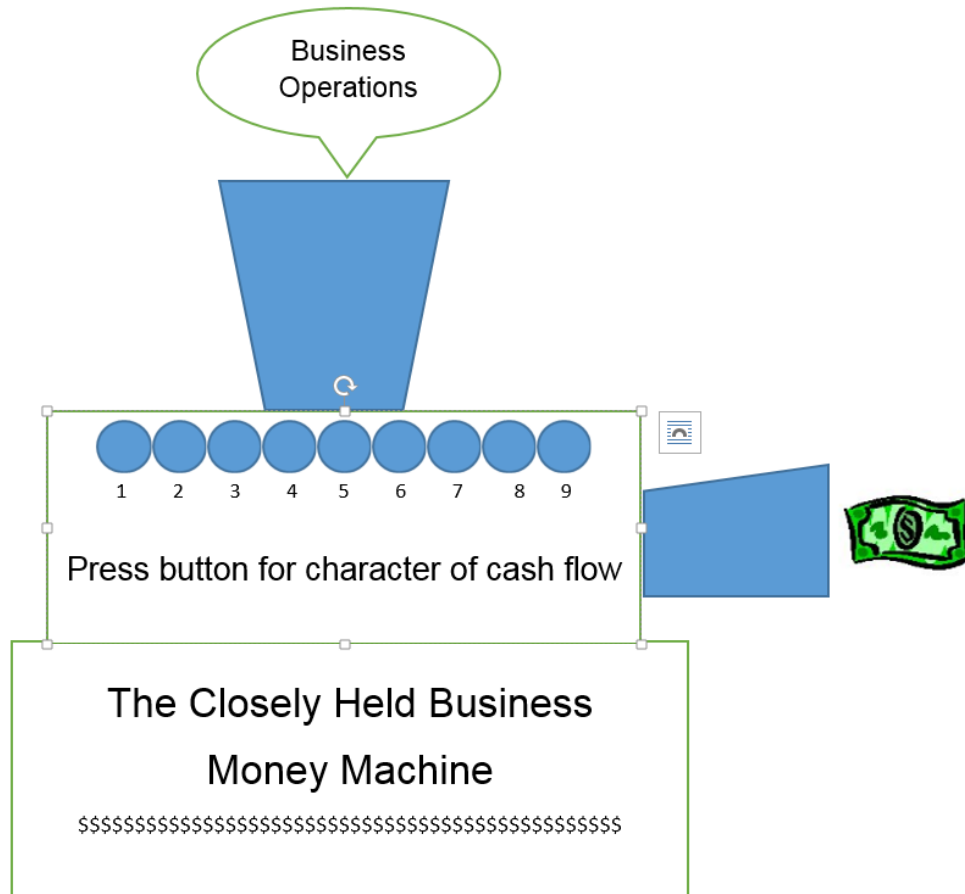 Business
Operations
1 2 3 4 5 6 7 8 9
Press button for character of cash flow
The Closely Held Business
Money Machine
$$$$$$$$$$$$$$$$$$$$$$$$$$$$$$$$$$$$$$$$$$$$$$$$